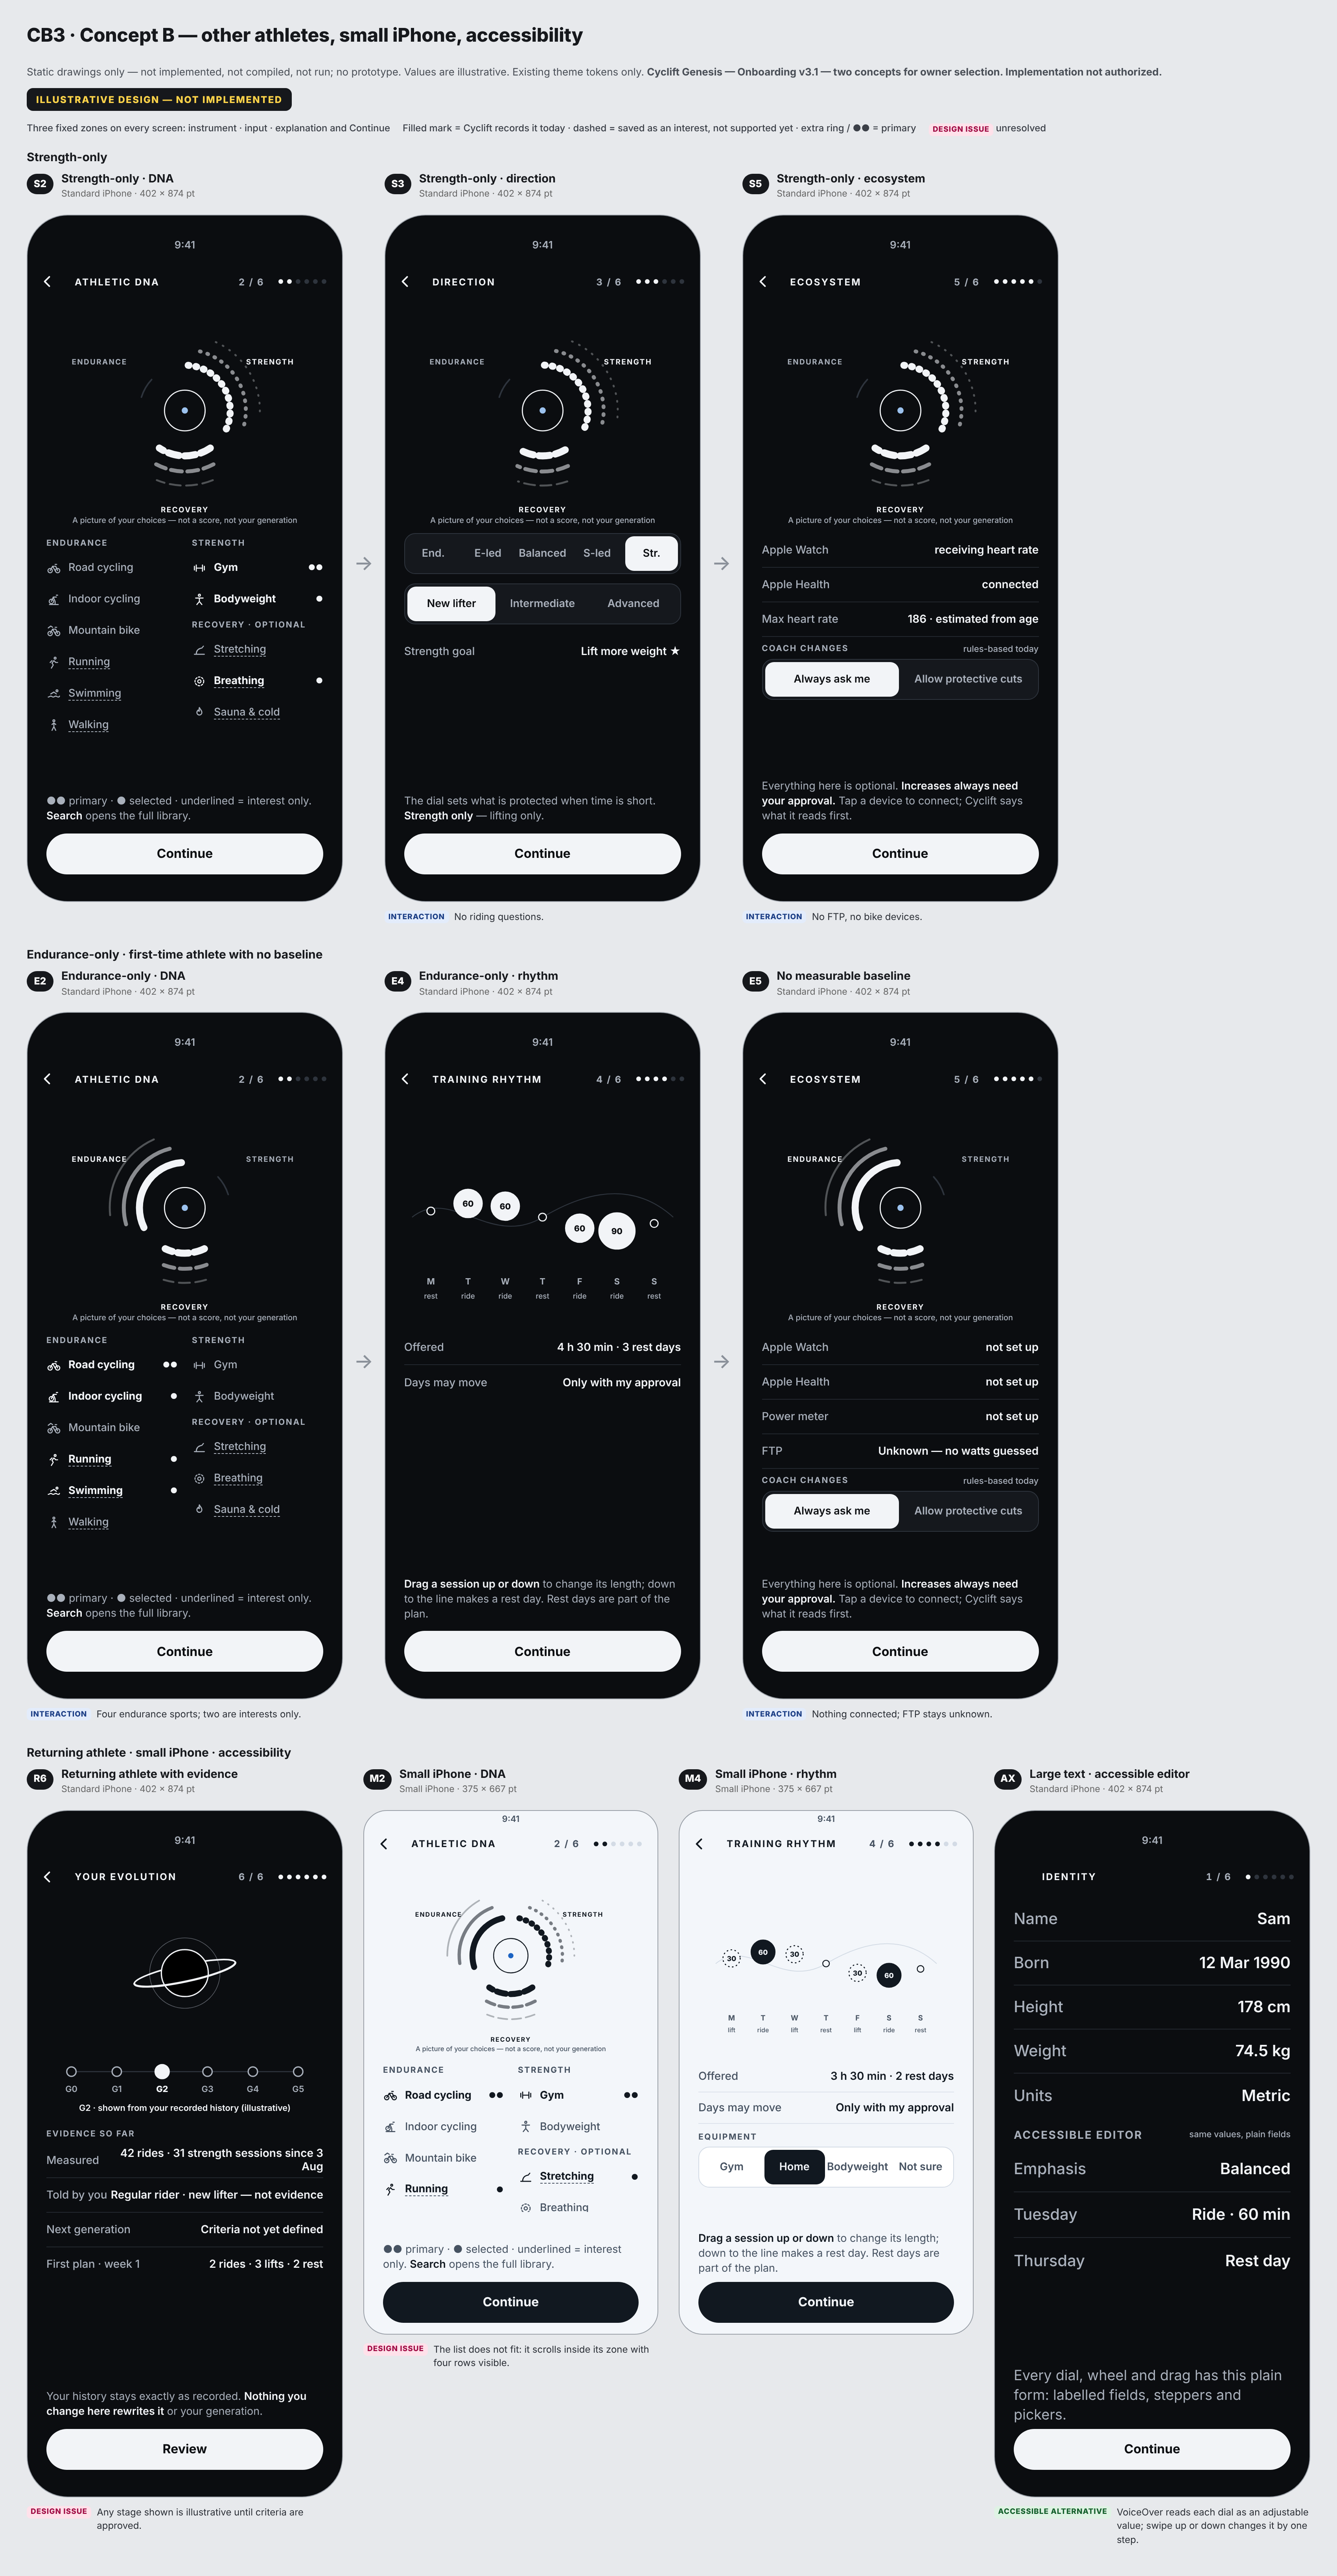 CB3 · Concept B — other athletes, small iPhone, accessibility
Static drawings only — not implemented, not compiled, not run; no prototype. Values are illustrative. Existing theme tokens only. Cyclift Genesis — Onboarding v3.1 — two concepts for owner selection. Implementation not authorized.
ILLUSTRATIVE DESIGN — NOT IMPLEMENTED
Three fixed zones on every screen: instrument · input · explanation and Continue Filled mark = Cyclift records it today · dashed = saved as an interest, not supported yet · extra ring / ●● = primary DESIGN ISSUE unresolved
Strength-only
S2 Strength-only · DNA
Standard iPhone · 402 × 874 pt
9:41
ATHLETIC DNA 2 / 6
ENDURANCE STRENGTH
RECOVERY
A picture of your choices — not a score, not your generation
ENDURANCE
Road cycling
Indoor cycling
Mountain bike
Running
Swimming
Walking
STRENGTH
Gym ●●
Bodyweight ●
RECOVERY · OPTIONAL
Stretching
Breathing ●
Sauna & cold
●● primary · ● selected · underlined = interest only.
Search opens the full library.
Continue
S3 Strength-only · direction
Standard iPhone · 402 × 874 pt
9:41
DIRECTION 3 / 6
ENDURANCE STRENGTH
RECOVERY
A picture of your choices — not a score, not your generation
End. E-led Balanced S-led Str.
New lifter Intermediate Advanced
Strength goal Lift more weight ★
The dial sets what is protected when time is short.
Strength only — lifting only.
Continue
INTERACTION No riding questions.
S5 Strength-only · ecosystem
Standard iPhone · 402 × 874 pt
9:41
ECOSYSTEM 5 / 6
ENDURANCE STRENGTH
RECOVERY
A picture of your choices — not a score, not your generation
Apple Watch receiving heart rate
Apple Health connected
Max heart rate 186 · estimated from age
COACH CHANGES rules-based today
Always ask me Allow protective cuts
Everything here is optional. Increases always need
your approval. Tap a device to connect; Cyclift says
what it reads first.
Continue
INTERACTION No FTP, no bike devices.
Endurance-only · first-time athlete with no baseline
E2 Endurance-only · DNA
Standard iPhone · 402 × 874 pt
9:41
ATHLETIC DNA 2 / 6
ENDURANCE STRENGTH
RECOVERY
A picture of your choices — not a score, not your generation
ENDURANCE
Road cycling ●●
Indoor cycling ●
Mountain bike
Running ●
Swimming ●
Walking
STRENGTH
Gym
Bodyweight
RECOVERY · OPTIONAL
Stretching
Breathing
Sauna & cold
●● primary · ● selected · underlined = interest only.
Search opens the full library.
Continue
INTERACTION Four endurance sports; two are interests only.
E4 Endurance-only · rhythm
Standard iPhone · 402 × 874 pt
9:41
TRAINING RHYTHM 4 / 6
60 60 60 90
M T W T F S S
rest ride ride rest ride ride rest
Offered 4 h 30 min · 3 rest days
Days may move Only with my approval
Drag a session up or down to change its length; down
to the line makes a rest day. Rest days are part of the
plan.
Continue
E5 No measurable baseline
Standard iPhone · 402 × 874 pt
9:41
ECOSYSTEM 5 / 6
ENDURANCE STRENGTH
RECOVERY
A picture of your choices — not a score, not your generation
Apple Watch not set up
Apple Health not set up
Power meter not set up
FTP Unknown — no watts guessed
COACH CHANGES rules-based today
Always ask me Allow protective cuts
Everything here is optional. Increases always need
your approval. Tap a device to connect; Cyclift says
what it reads first.
Continue
INTERACTION Nothing connected; FTP stays unknown.
Returning athlete · small iPhone · accessibility
R6 Returning athlete with evidence
Standard iPhone · 402 × 874 pt
9:41
YOUR EVOLUTION 6 / 6
G0 G1 G2 G3 G4 G5
G2 · shown from your recorded history (illustrative)
EVIDENCE SO FAR
Measured 42 rides · 31 strength sessions since 3
Aug
Told by you Regular rider · new lifter — not evidence
Next generation Criteria not yet defined
First plan · week 1 2 rides · 3 lifts · 2 rest
Your history stays exactly as recorded. Nothing you
change here rewrites it or your generation.
Review
DESIGN ISSUE Any stage shown is illustrative until criteria are
approved.
M2 Small iPhone · DNA
Small iPhone · 375 × 667 pt
9:41
ATHLETIC DNA 2 / 6
ENDURANCE STRENGTH
RECOVERY
A picture of your choices — not a score, not your generation
ENDURANCE
Road cycling ●●
Indoor cycling
Mountain bike
Running ●
STRENGTH
Gym ●●
Bodyweight
RECOVERY · OPTIONAL
Stretching ●
Breathing
●● primary · ● selected · underlined = interest
only. Search opens the full library.
Continue
DESIGN ISSUE The list does not fit: it scrolls inside its zone with
four rows visible.
M4 Small iPhone · rhythm
Small iPhone · 375 × 667 pt
9:41
TRAINING RHYTHM 4 / 6
30 60 30 30 60
M T W T F S S
lift ride lift rest lift ride rest
Offered 3 h 30 min · 2 rest days
Days may move Only with my approval
EQUIPMENT
Gym Home Bodyweight Not sure
Drag a session up or down to change its length;
down to the line makes a rest day. Rest days are
part of the plan.
Continue
AX Large text · accessible editor
Standard iPhone · 402 × 874 pt
9:41
IDENTITY 1 / 6
Name Sam
Born 12 Mar 1990
Height 178 cm
Weight 74.5 kg
Units Metric
ACCESSIBLE EDITOR same values, plain fields
Emphasis Balanced
Tuesday Ride · 60 min
Thursday Rest day
Every dial, wheel and drag has this plain
form: labelled fields, steppers and
pickers.
Continue
ACCESSIBLE ALTERNATIVE VoiceOver reads each dial as an adjustable
value; swipe up or down changes it by one
step.